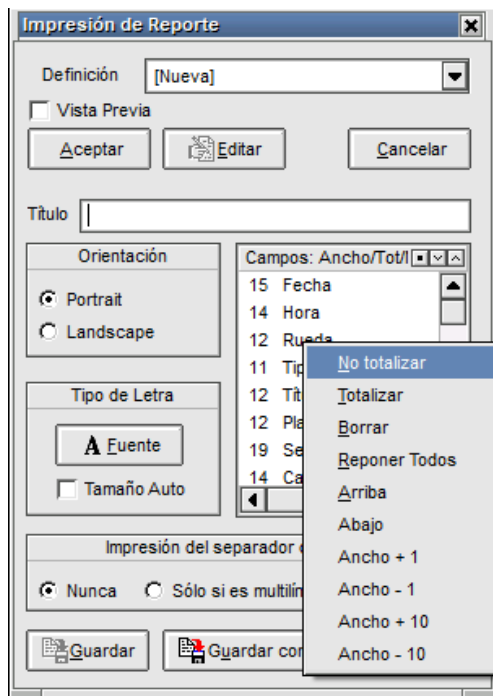 Impresión de Reporte
Definición [Nueva]
Vista Previa
Aceptar Editar Cancelar
Título
Orientación
Portrait
Landscape
Campos: Ancho/Tot/I
15 Fecha
14 Hora
12 Rueda
11 Tip
12 Tít
12 Pla
19 Se
14 Ca
No totalizar
Totalizar
Borrar
Reponer Todos
Arriba
Abajo
Ancho + 1
Ancho - 1
Ancho + 10
Ancho - 10
Tipo de Letra
A Fuente
Tamaño Auto
Impresión del separador
Nunca Sólo si es multilín
Guardar Guardar con